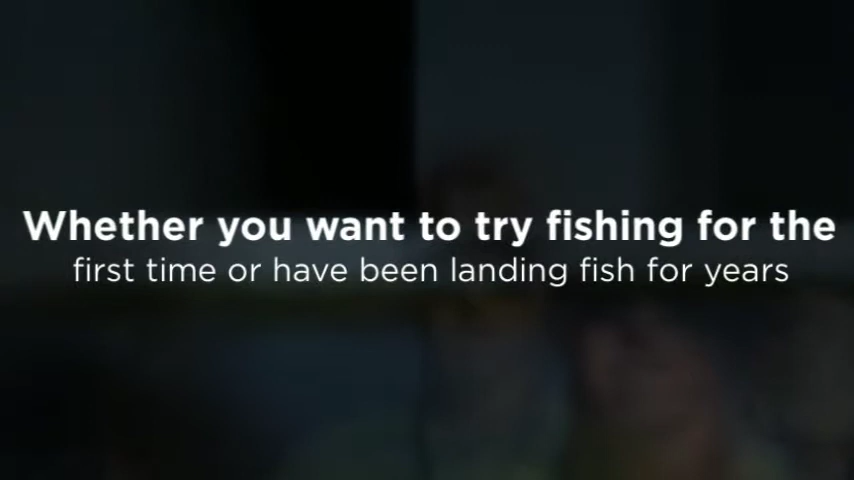 Whether you want to try fishing for the
first time or have been landing fish for years